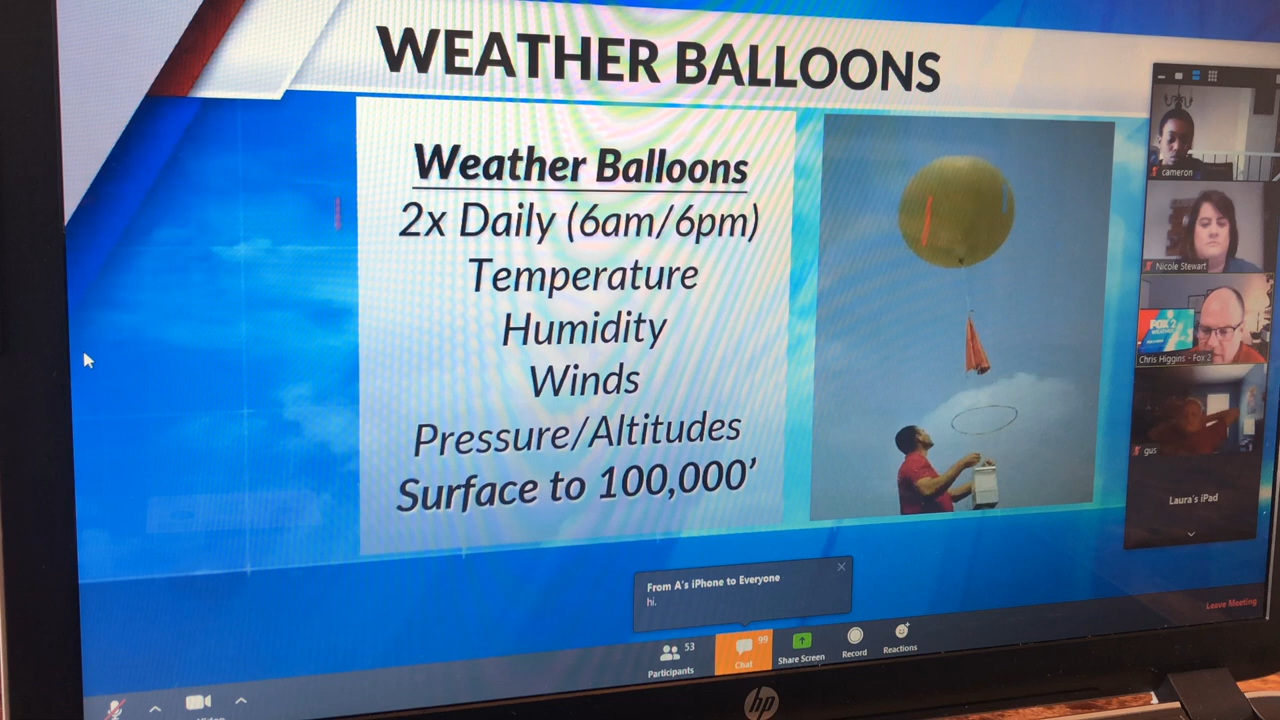 WEATHER BALLOONS
Weather Balloons
2x Daily (6am/6pm)
Temperature
Humidity
Winds
Pressure/Altitudes
Surface to 100,000’
cameron
Nicole Stewart
FOX 2
Chris Higgins - Fox 2
gus
Laura's iPad
From A's iPhone to Everyone
hi.
53
Participants
99
Chat
Share Screen
Record
Reactions
Leave Meeting
hp